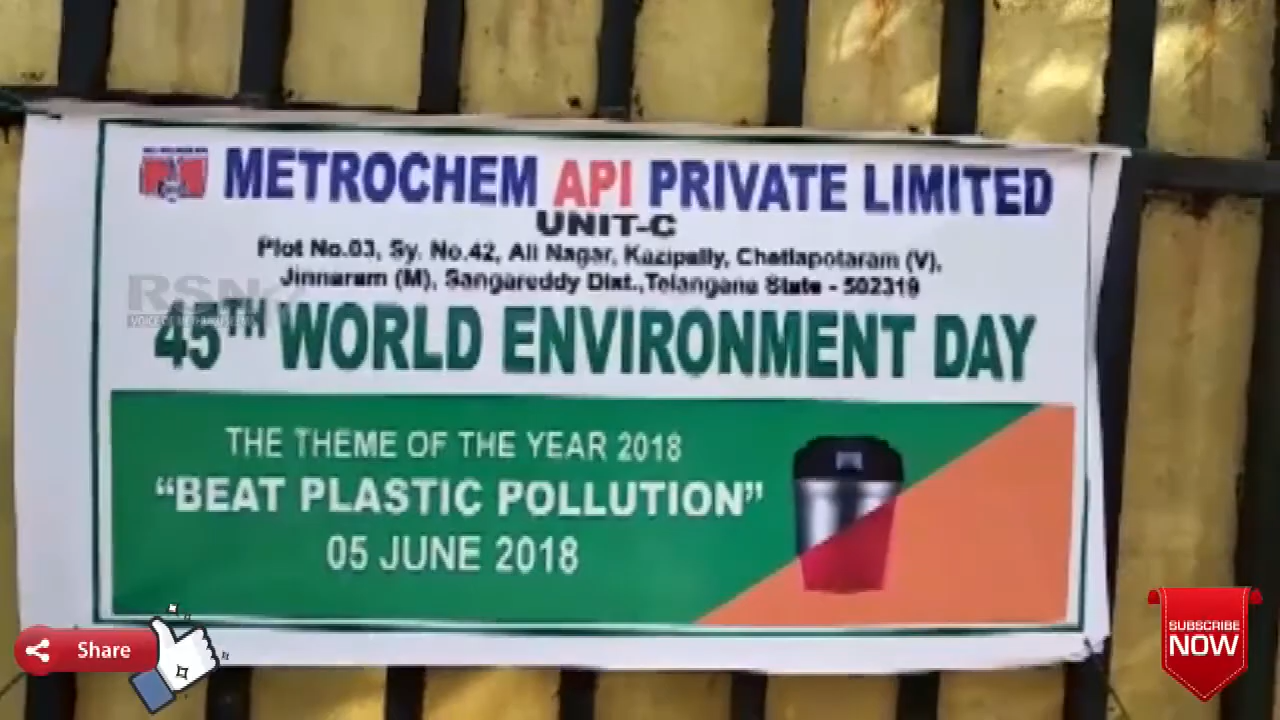 METROCHEM API PRIVATE LIMITED
UNIT-C
Plot No.03, Sy. No.42, Ali Nagar, Kazipally, Chetlapotaram (V),
Jinnaram (M), Sangareddy Dist.,Telangana State - 502319
RSN
45TH WORLD ENVIRONMENT DAY
THE THEME OF THE YEAR 2018
“BEAT PLASTIC POLLUTION”
05 JUNE 2018
Share
SUBSCRIBE
NOW